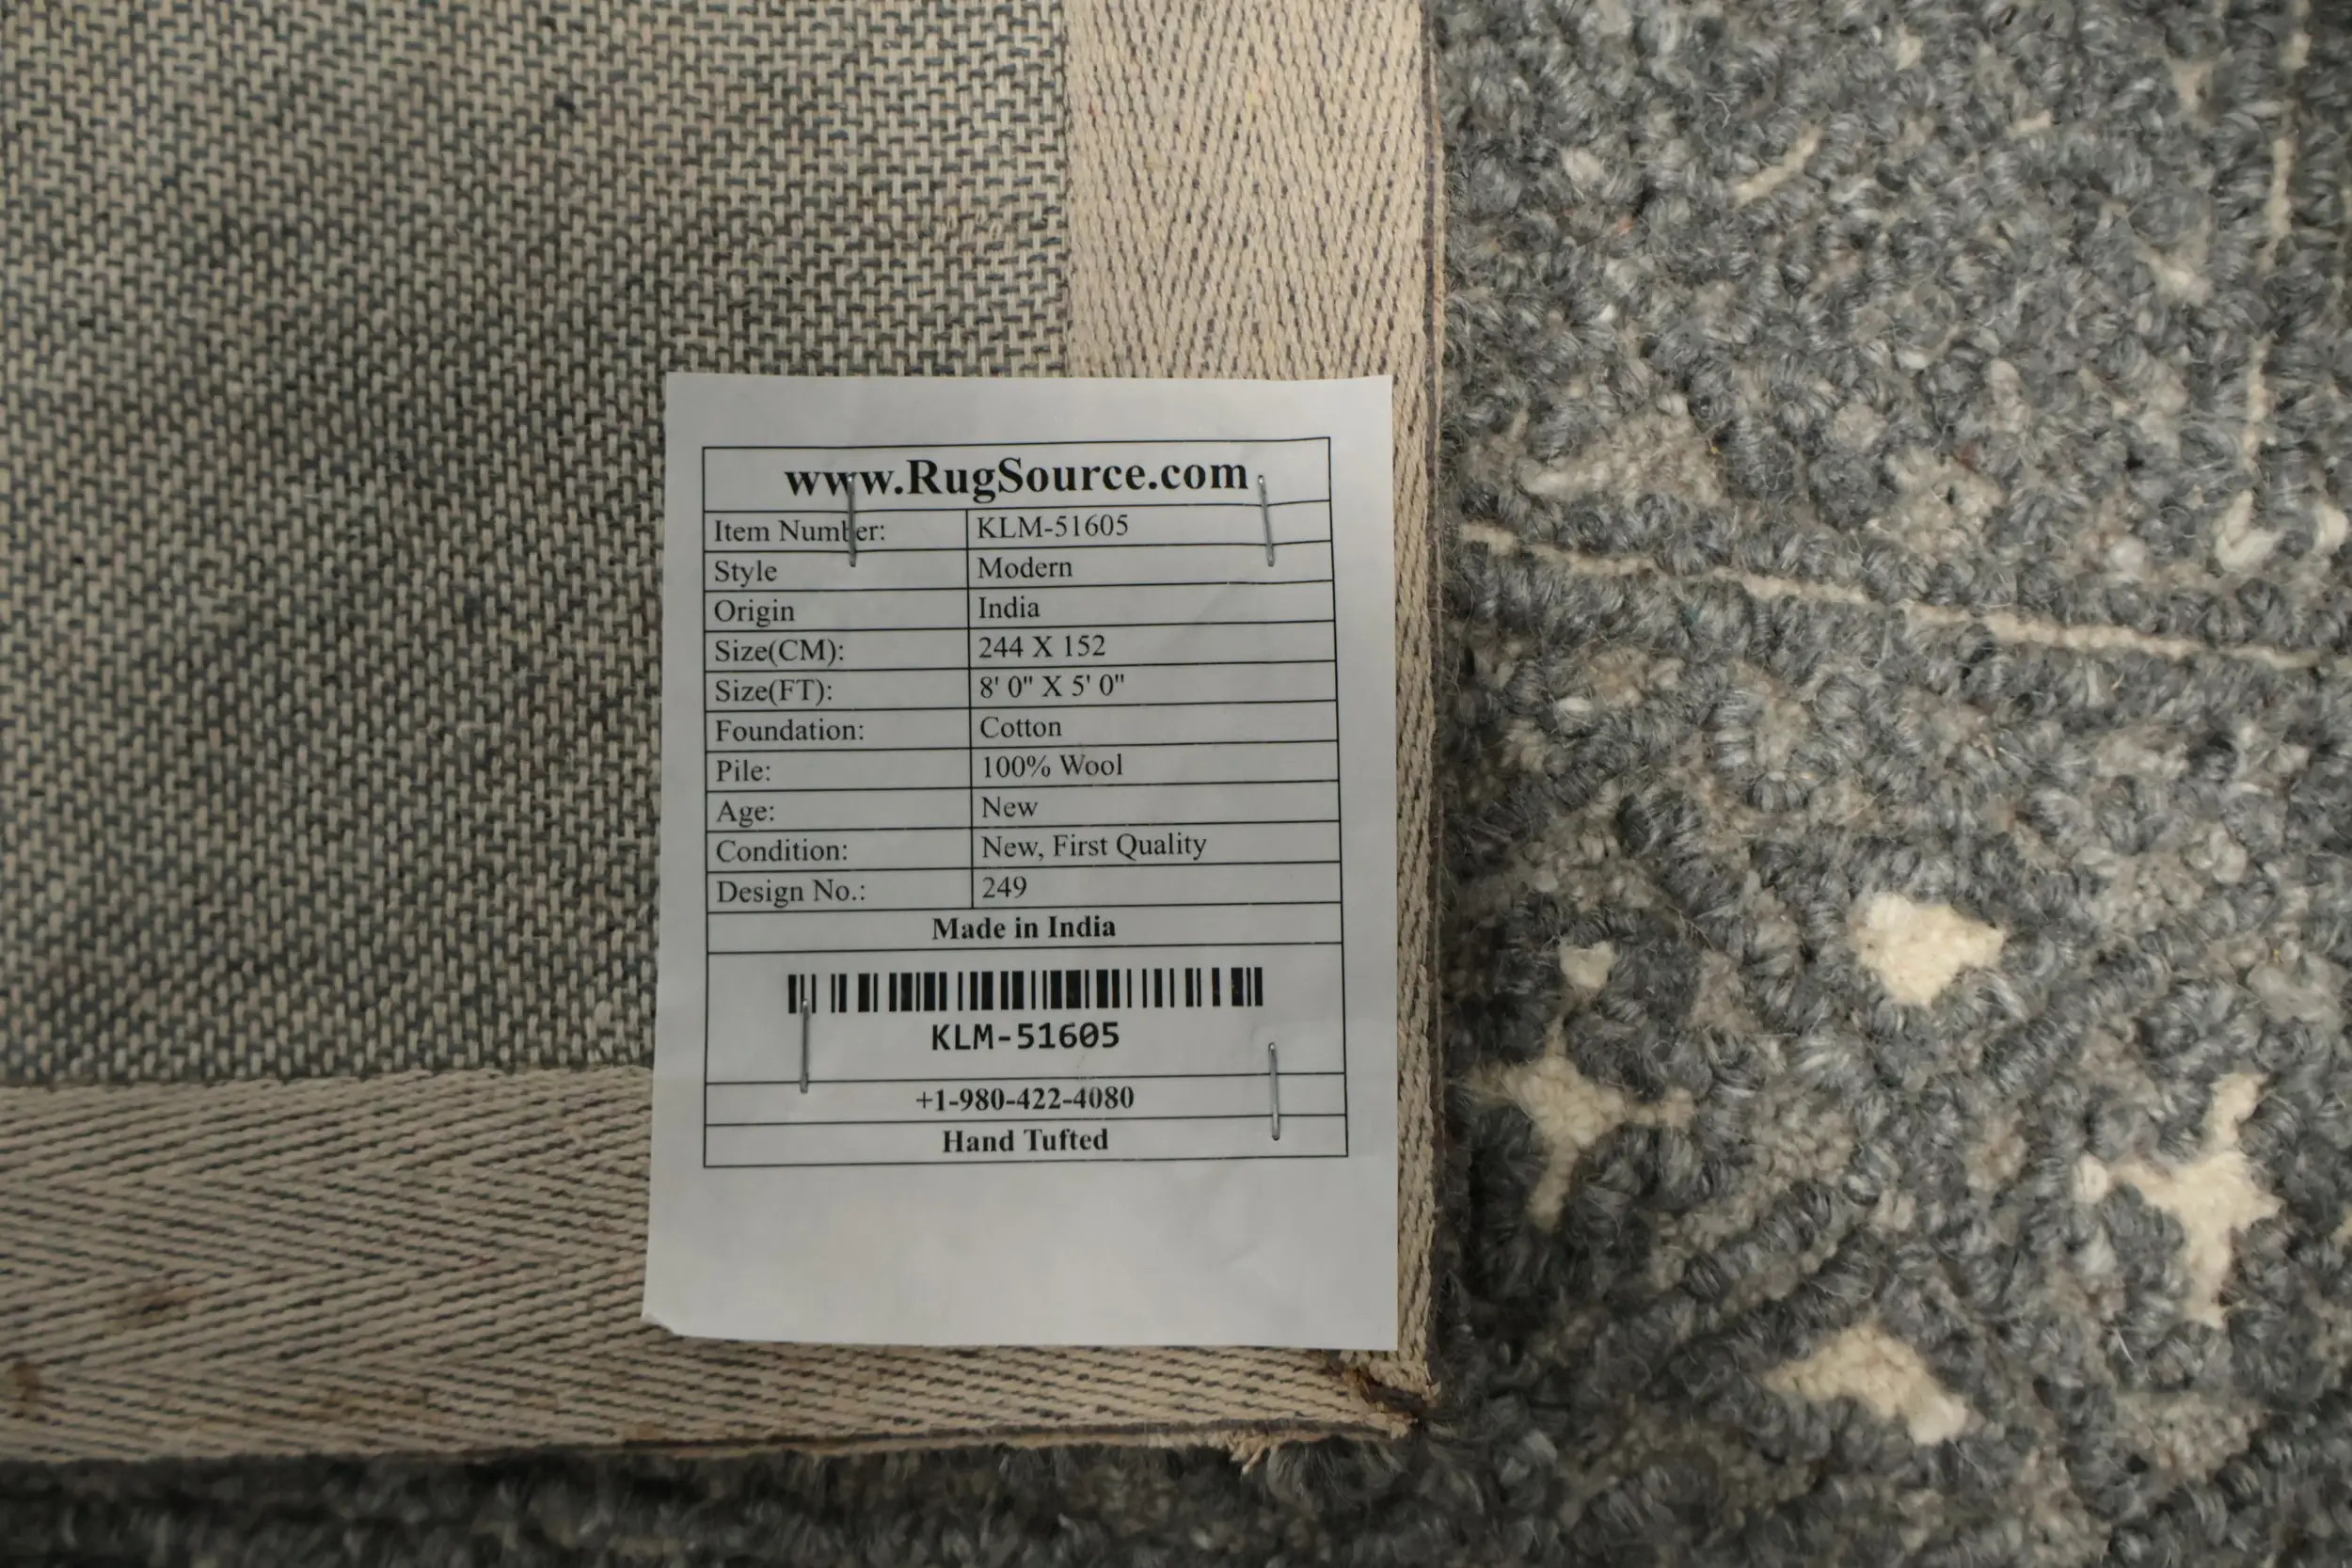 www.RugSource.com
Item Number: KLM-51605
Style Modern
Origin India
Size(CM): 244 X 152
Size(FT): 8' 0" X 5' 0"
Foundation: Cotton
Pile: 100% Wool
Age: New
Condition: New, First Quality
Design No.: 249
Made in India
KLM-51605
+1-980-422-4080
Hand Tufted